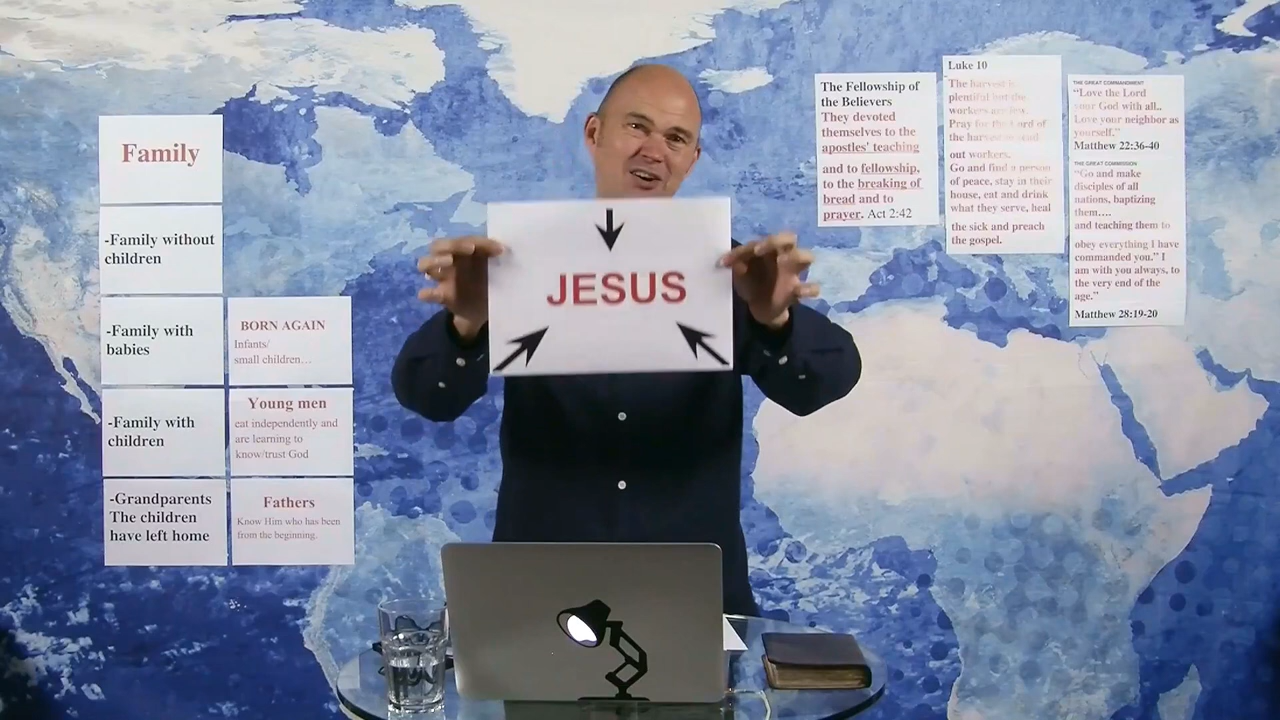 Family
-Family without
children
-Family with
babies
-Family with
children
-Grandparents
The children
have left home
BORN AGAIN
Infants/
small children...
Young men
eat independently and
are learning to
know/trust God
Fathers
Know Him who has been
from the beginning.
JESUS
The Fellowship of
the Believers
They devoted
themselves to the
apostles' teaching
and to fellowship,
to the breaking of
bread and to
prayer. Act 2:42
Luke 10
"The harvest is
plentiful but the
workers are few.
Pray for the Lord of
the harvest to send
out workers.
Go and find a person
of peace, stay in their
house, eat and drink
what they serve, heal
the sick and preach
the gospel.
THE GREAT COMMANDMENT
"Love the Lord
your God with all..
Love your neighbor as
yourself."
Matthew 22:36-40
THE GREAT COMMISSION
"Go and make
disciples of all
nations, baptizing
them....
and teaching them to
obey everything I have
commanded you." I
am with you always, to
the very end of the
age."
Matthew 28:19-20